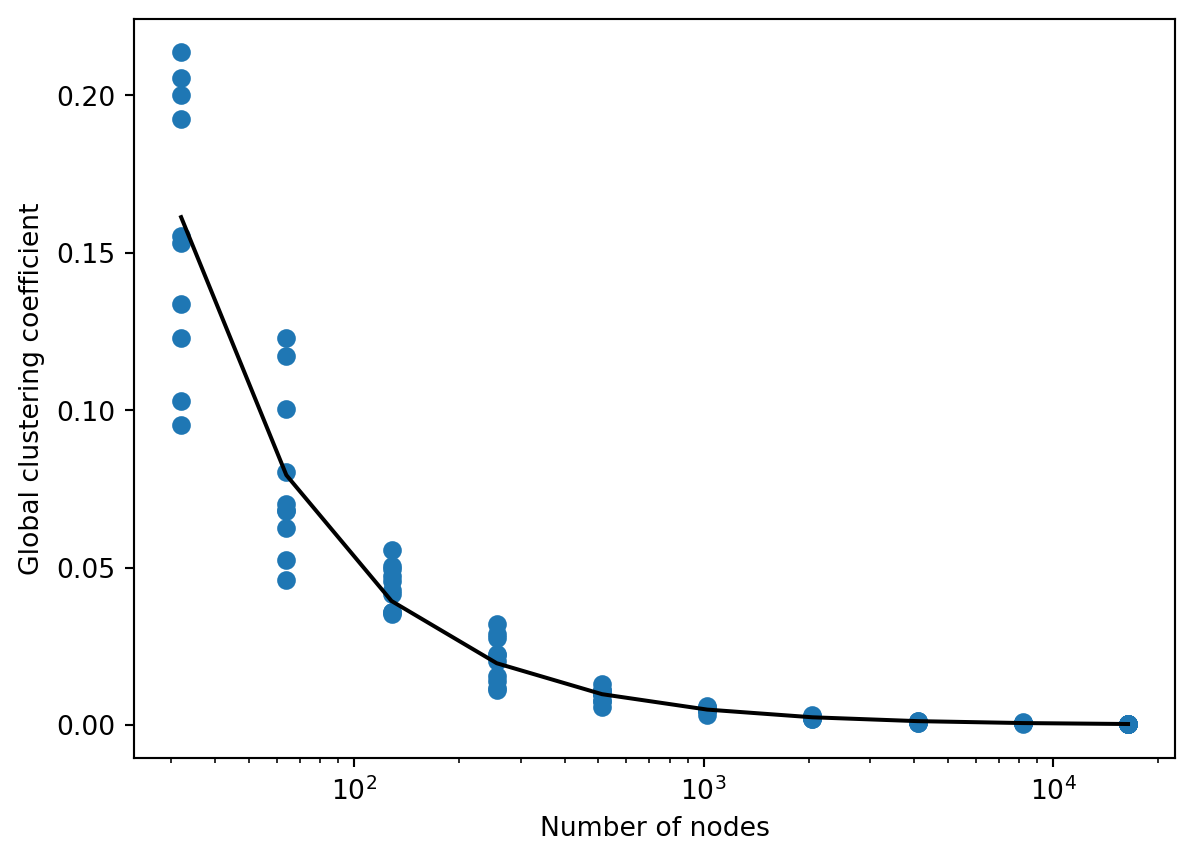 Global clustering coefficient
0.20
0.15
0.10
0.05
0.00
10² 10³ 10⁴
Number of nodes